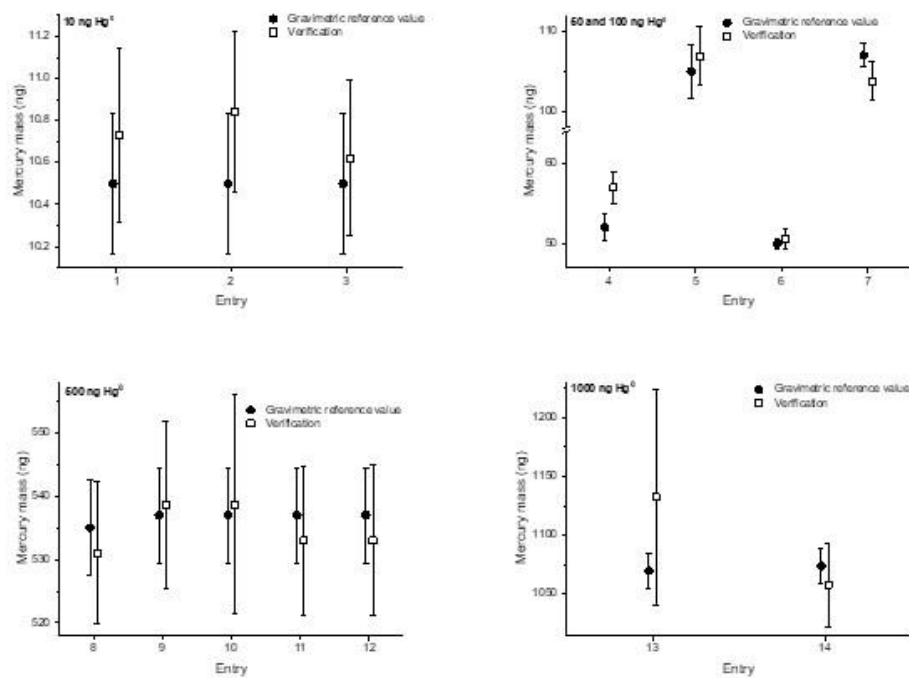 10 ng Hg⁰
Gravimetric reference value
Verification
11.2
11.0
10.8
10.6
10.4
10.2
Mercury mass (ng)
1 2 3
Entry
50 and 100 ng Hg⁰
Gravimetric reference value
Verification
110
100
60
50
Mercury mass (ng)
4 5 6 7
Entry
500 ng Hg⁰
Gravimetric reference value
Verification
550
540
530
520
Mercury mass (ng)
8 9 10 11 12
Entry
1000 ng Hg⁰
Gravimetric reference value
Verification
1200
1150
1100
1050
Mercury mass (ng)
13 14
Entry